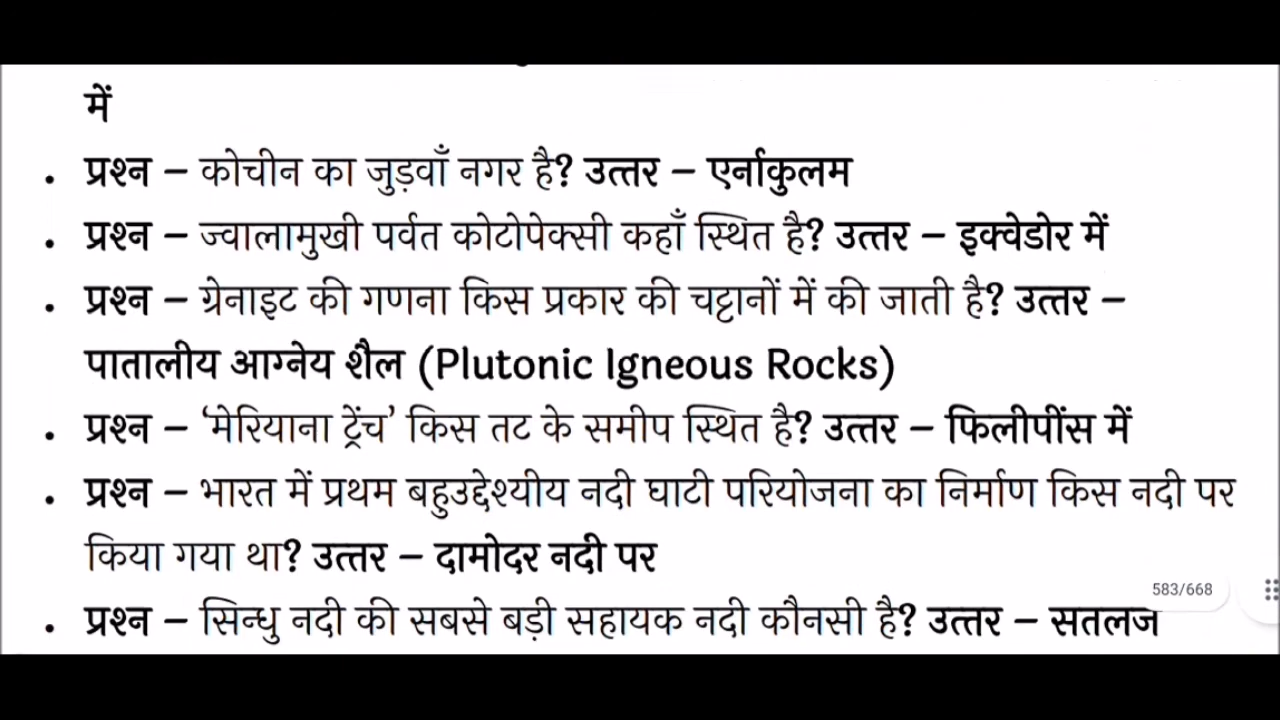 में
• प्रश्न – कोचीन का जुड़वाँ नगर है? उत्तर – एर्नाकुलम
• प्रश्न – ज्वालामुखी पर्वत कोटोपेक्सी कहाँ स्थित है? उत्तर – इक्वेडोर में
• प्रश्न – ग्रेनाइट की गणना किस प्रकार की चट्टानों में की जाती है? उत्तर –
पातालीय आग्नेय शैल (Plutonic Igneous Rocks)
• प्रश्न – ‘मेरियाना ट्रेंच’ किस तट के समीप स्थित है? उत्तर – फिलीपींस में
• प्रश्न – भारत में प्रथम बहुउद्देश्यीय नदी घाटी परियोजना का निर्माण किस नदी पर
किया गया था? उत्तर – दामोदर नदी पर
583/668
• प्रश्न – सिन्धु नदी की सबसे बड़ी सहायक नदी कौनसी है? उत्तर – सतलज